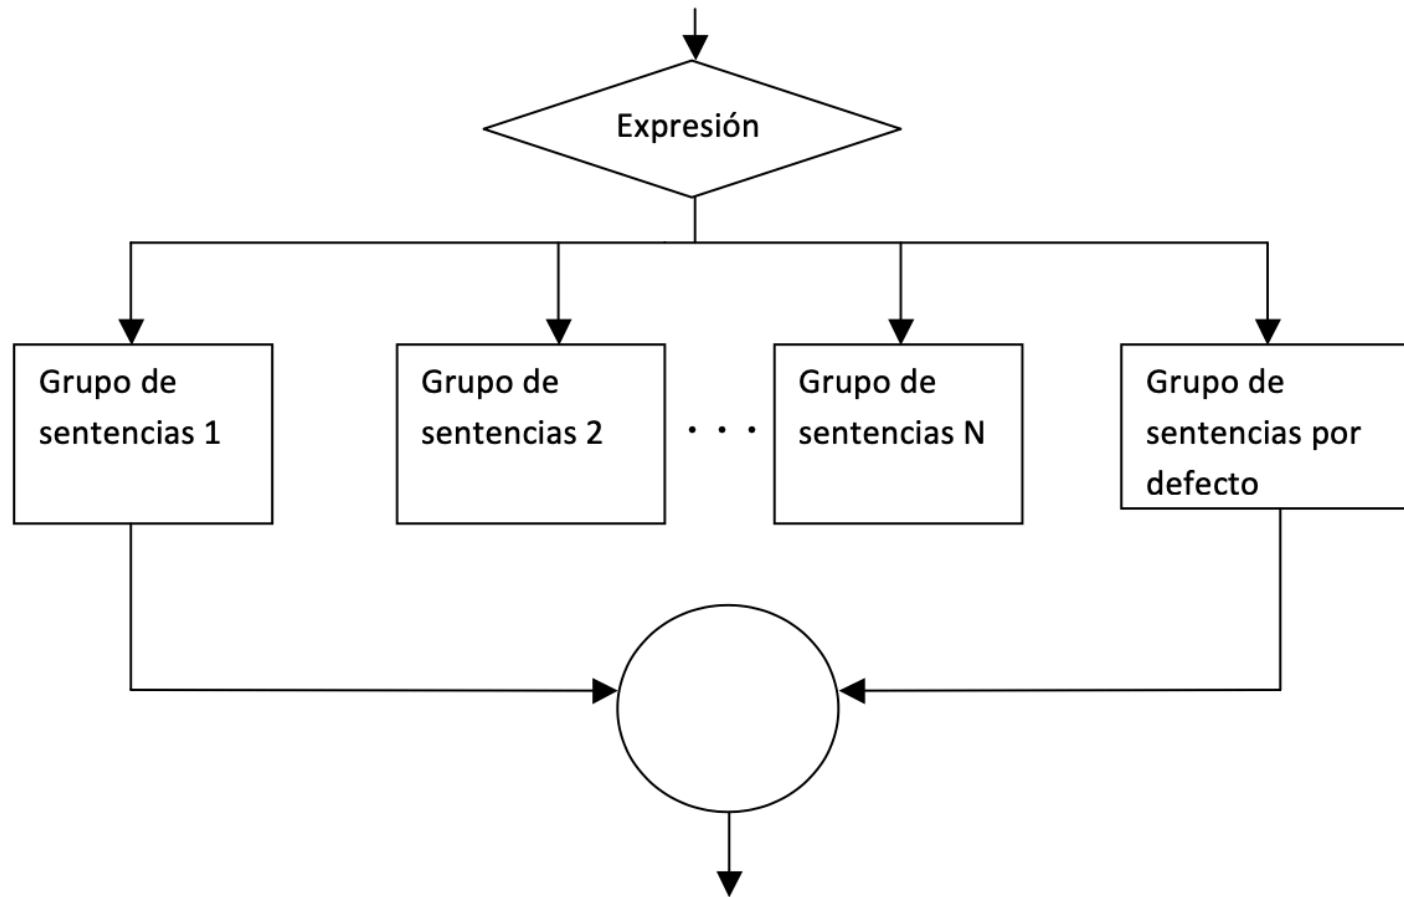 Expresión
Grupo de
sentencias 1
Grupo de
sentencias 2
. . .
Grupo de
sentencias N
Grupo de
sentencias por
defecto